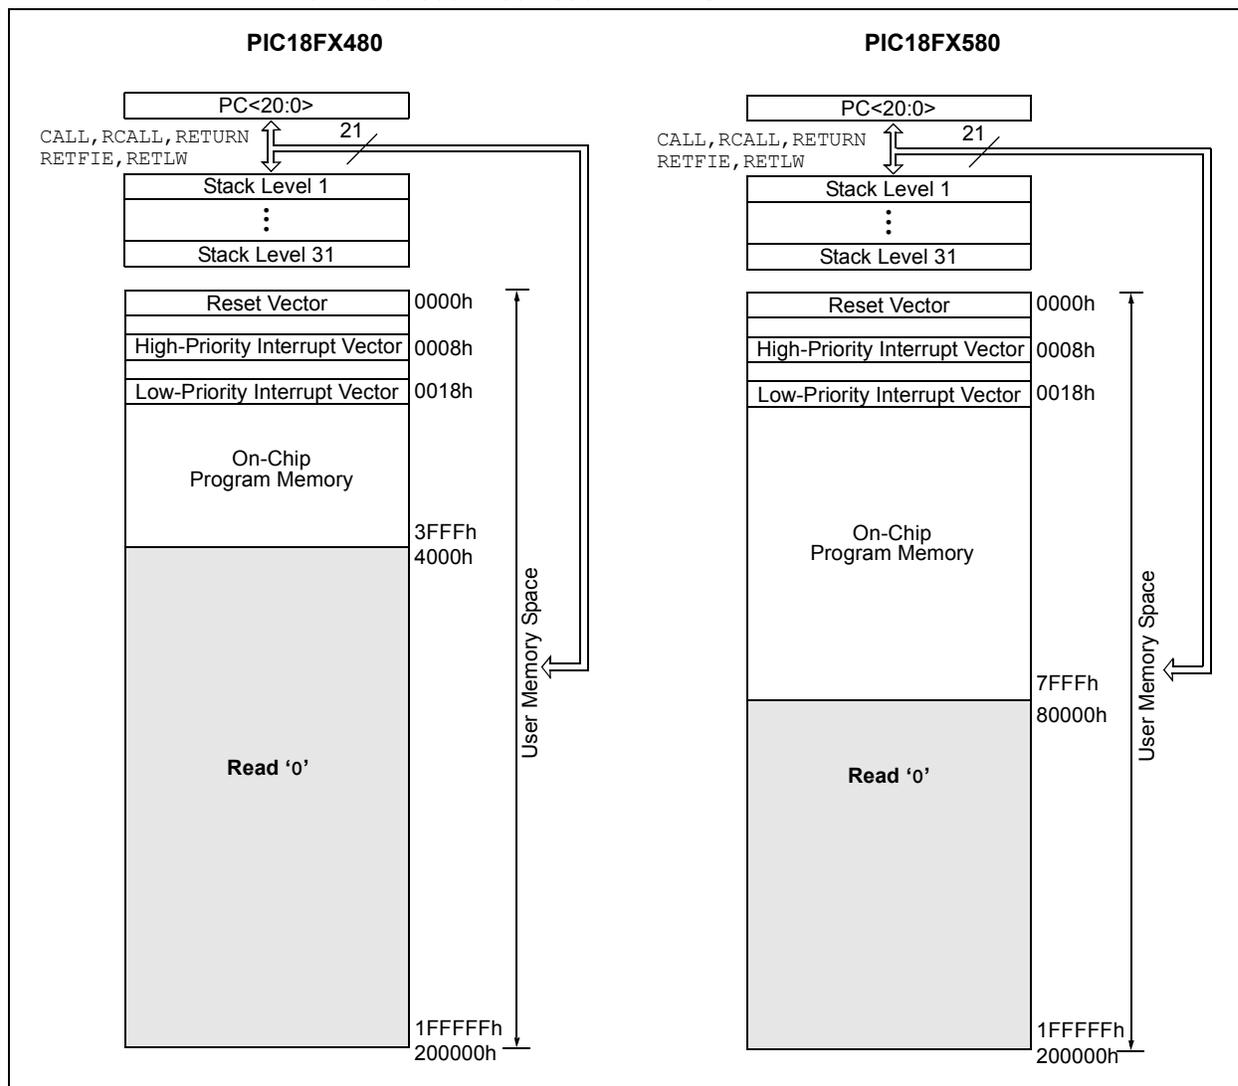 PIC18FX480
PC<20:0>
CALL,RCALL,RETURN
RETFIE,RETLW
21
Stack Level 1
Stack Level 31
Reset Vector
0000h
High-Priority Interrupt Vector
0008h
Low-Priority Interrupt Vector
0018h
On-Chip
Program Memory
3FFFh
4000h
Read ‘0’
1FFFFFh
200000h
User Memory Space
PIC18FX580
PC<20:0>
CALL,RCALL,RETURN
RETFIE,RETLW
21
Stack Level 1
Stack Level 31
Reset Vector
0000h
High-Priority Interrupt Vector
0008h
Low-Priority Interrupt Vector
0018h
On-Chip
Program Memory
7FFFh
80000h
Read ‘0’
1FFFFFh
200000h
User Memory Space